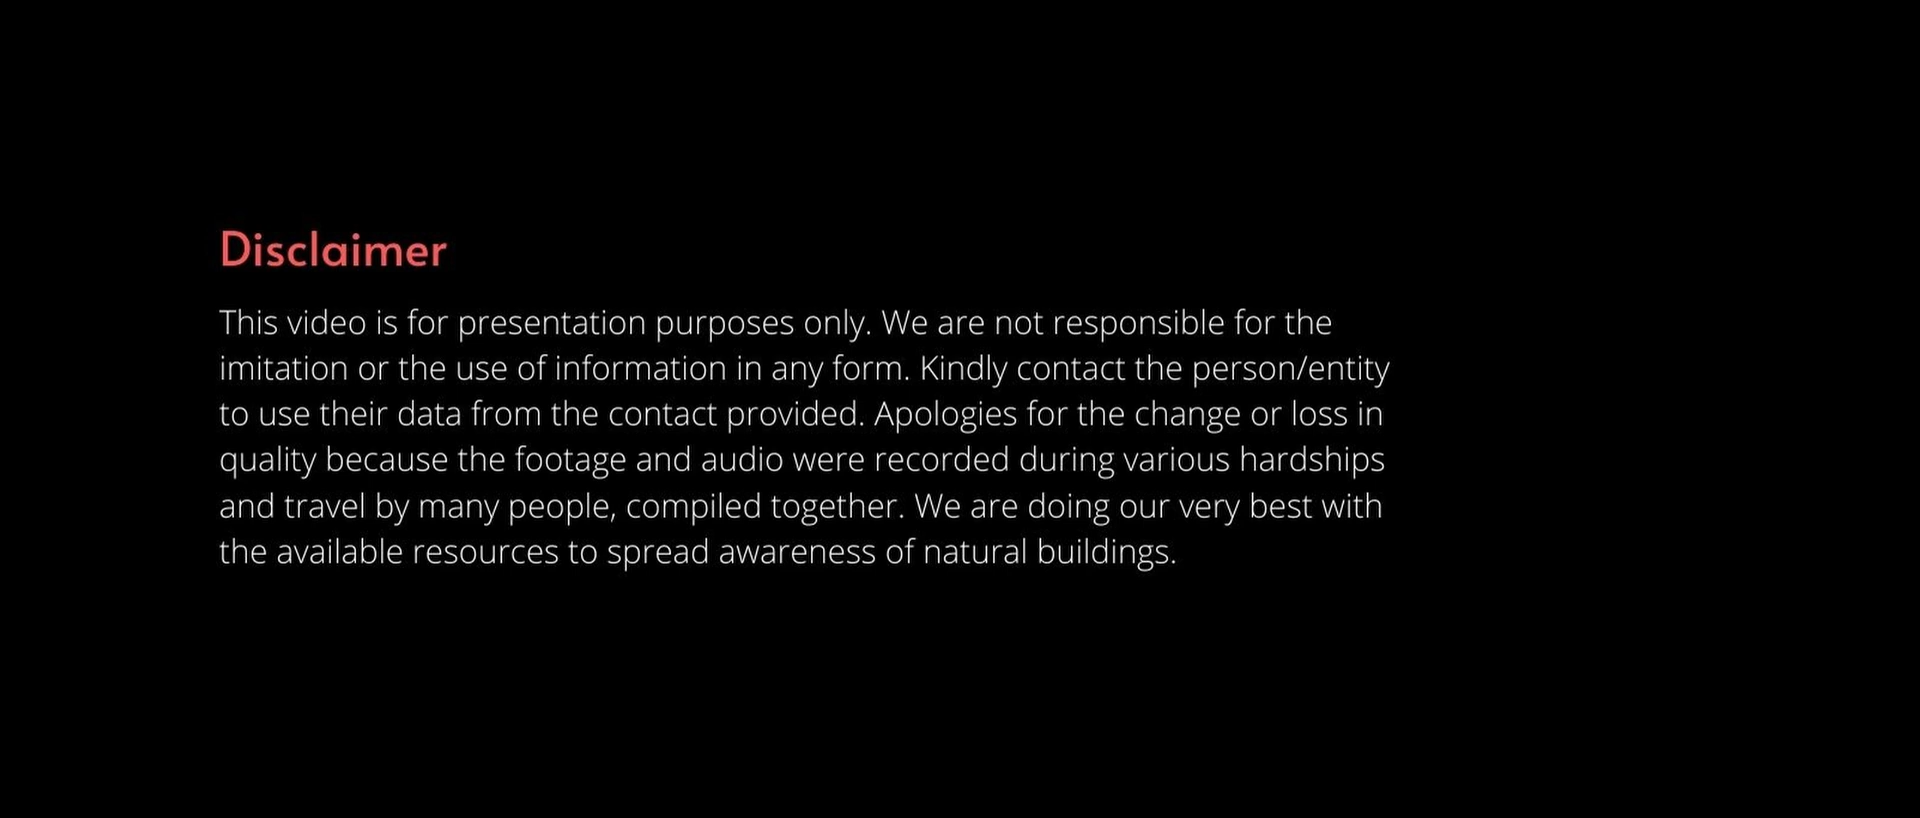 Disclaimer
This video is for presentation purposes only. We are not responsible for the
imitation or the use of information in any form. Kindly contact the person/entity
to use their data from the contact provided. Apologies for the change or loss in
quality because the footage and audio were recorded during various hardships
and travel by many people, compiled together. We are doing our very best with
the available resources to spread awareness of natural buildings.